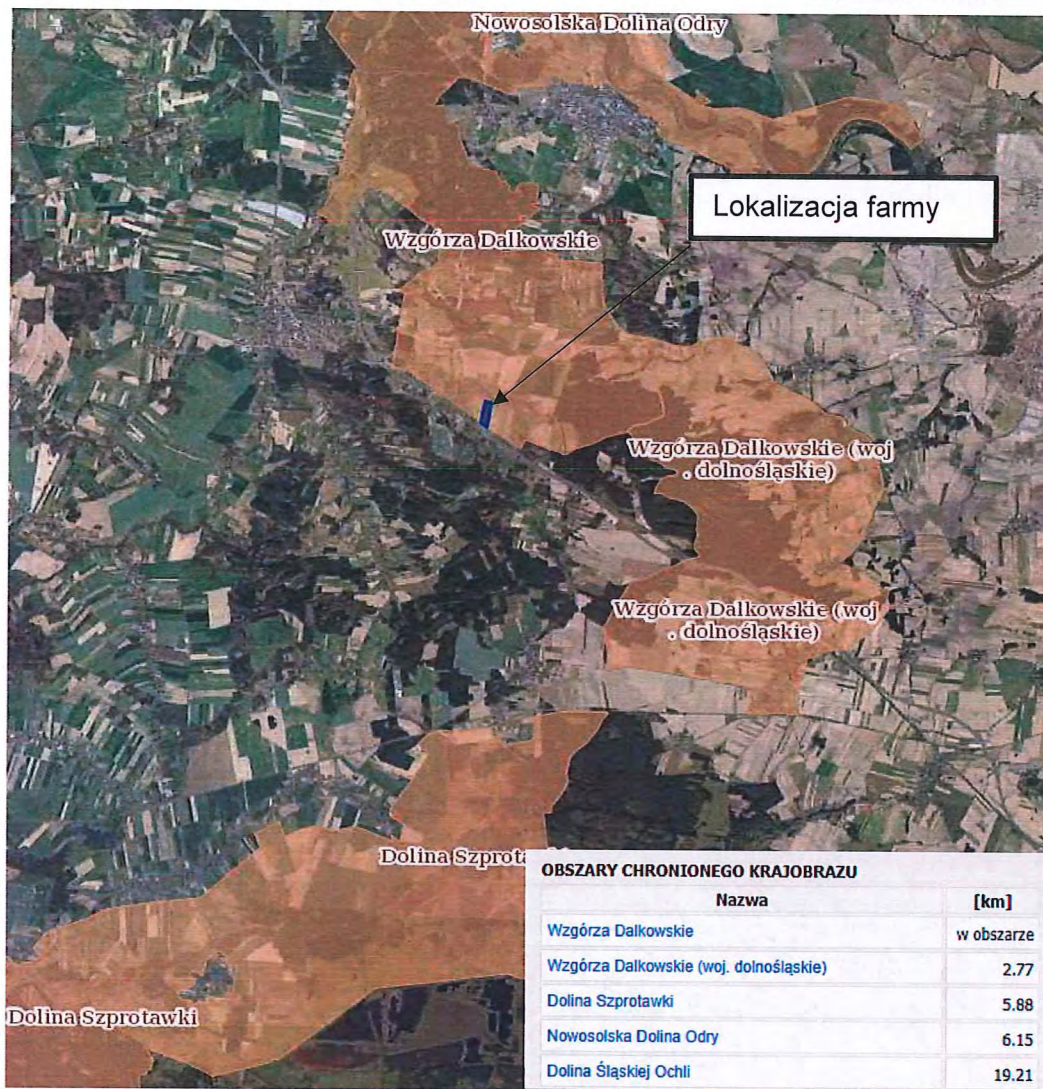 Nowosolska Dolina Odry
Lokalizacja farmy
Wzgórza Dalkowskie
Wzgórza Dalkowskie (woj
. dolnośląskie)
Wzgórza Dalkowskie (woj
. dolnośląskie)
Dolina Szprota
Dolina Szprotawki
OBSZARY CHRONIONEGO KRAJOBRAZU
Nazwa [km]
Wzgórza Dalkowskie w obszarze
Wzgórza Dalkowskie (woj. dolnośląskie) 2.77
Dolina Szprotawki 5.88
Nowosolska Dolina Odry 6.15
Dolina Śląskiej Ochli 19.21